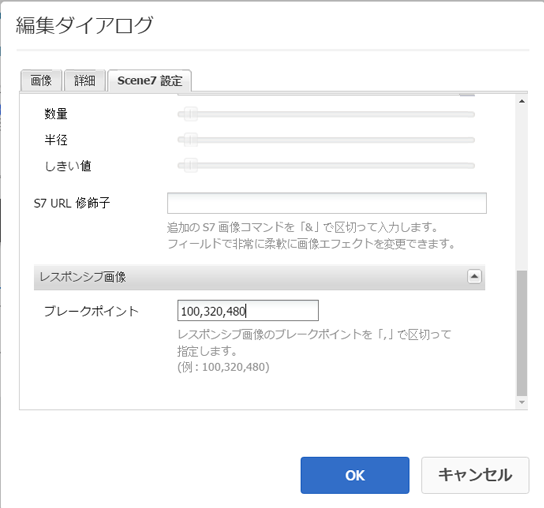 編集ダイアログ
画像 詳細 Scene7 設定
数量
半径
しきい値
S7 URL 修飾子
追加の S7 画像コマンドを「&」で区切って入力します。
フィールドで非常に柔軟に画像エフェクトを変更できます。
レスポンシブ画像
ブレークポイント 100,320,480
レスポンシブ画像のブレークポイントを「,」で区切って
指定します。
(例 : 100,320,480)
OK キャンセル